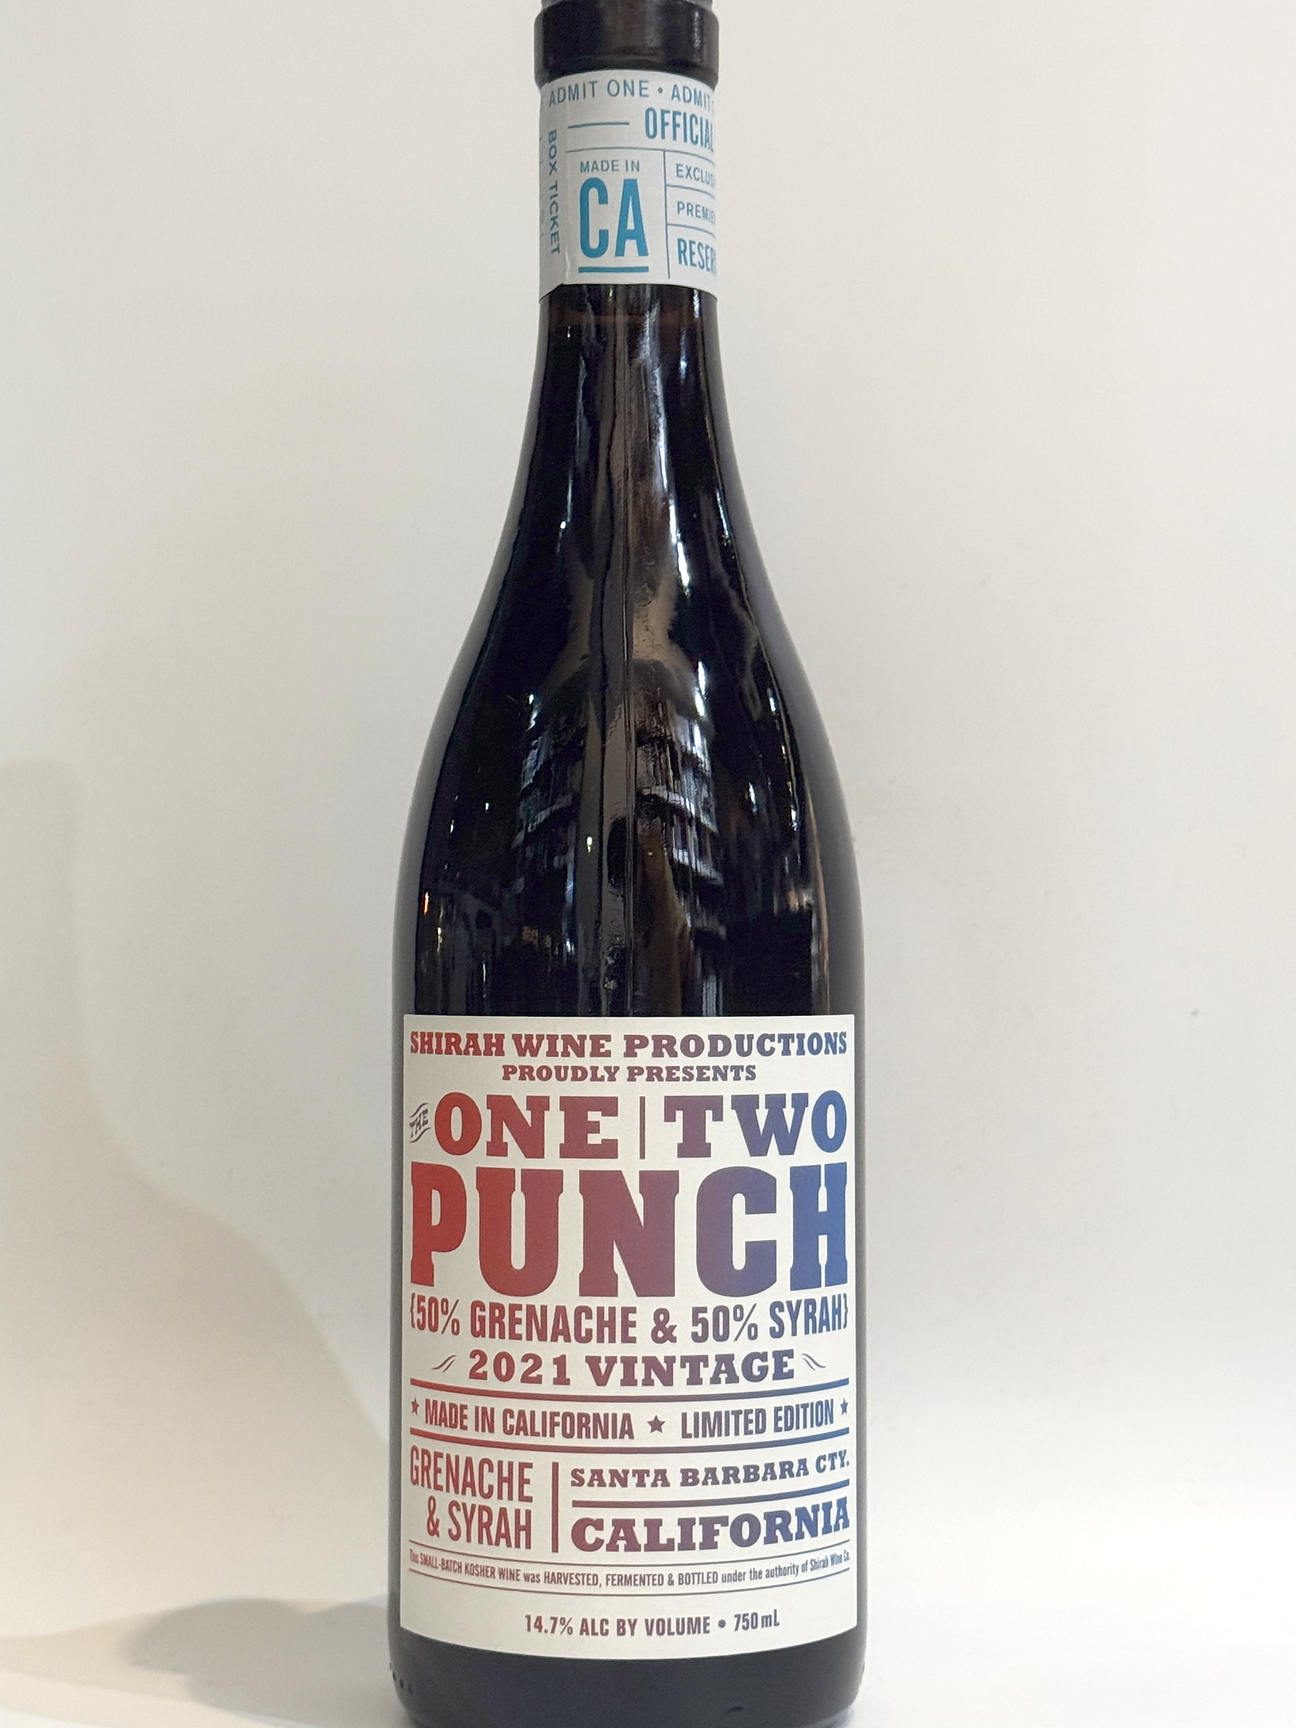 ADMIT ONE • ADMIT
OFFICIAL
BOX TICKET
MADE IN
CA
SHIRAH WINE PRODUCTIONS
PROUDLY PRESENTS
THE ONE | TWO
PUNCH
{50% GRENACHE & 50% SYRAH}
2021 VINTAGE
★ MADE IN CALIFORNIA ★ LIMITED EDITION ★
GRENACHE
& SYRAH
SANTA BARBARA CTY.
CALIFORNIA
This SMALL-BATCH KOSHER WINE was HARVESTED, FERMENTED & BOTTLED under the authority of Shirah Wine Co.
14.7% ALC BY VOLUME • 750 mL